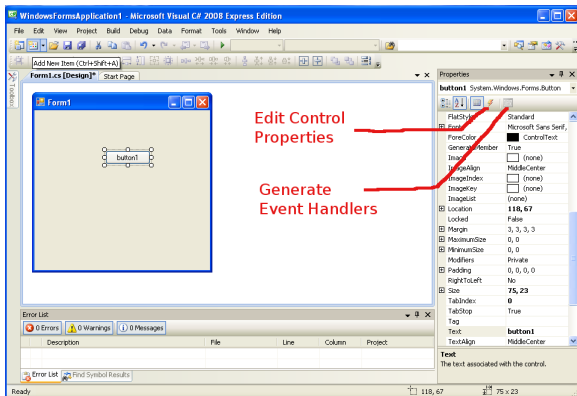 WindowsFormsApplication1 - Microsoft Visual C# 2008 Express Edition
File Edit View Project Build Debug Data Format Tools Window Help
Add New Item (Ctrl+Shift+A)
Form1.cs [Design]* Start Page
Toolbox
Form1
button1
Edit Control
Properties
Generate
Event Handlers
Properties
button1 System.Windows.Forms.Button
FlatStyle Standard
Font Microsoft Sans Serif,
ForeColor ControlText
GenerateMember True
Image (none)
ImageAlign MiddleCenter
ImageIndex (none)
ImageKey (none)
ImageList (none)
Location 118, 67
Locked False
Margin 3, 3, 3, 3
MaximumSize 0, 0
MinimumSize 0, 0
Modifiers Private
Padding 0, 0, 0, 0
RightToLeft No
Size 75, 23
TabIndex 0
TabStop True
Tag
Text button1
TextAlign MiddleCenter
Text
The text associated with the control.
Error List
0 Errors 0 Warnings 0 Messages
Description File Line Column Project
Error List Find Symbol Results
Ready 118, 67 75 x 23